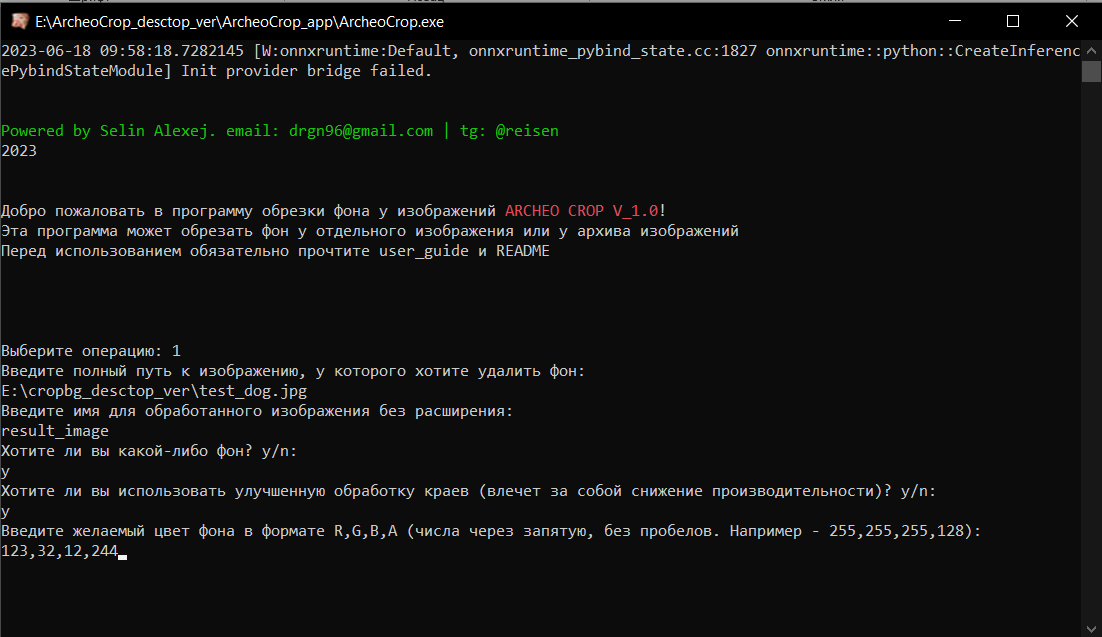 E:\ArcheoCrop_desctop_ver\ArcheoCrop_app\ArcheoCrop.exe
2023-06-18 09:58:18.7282145 [W:onnxruntime:Default, onnxruntime_pybind_state.cc:1827 onnxruntime::python::CreateInferenc
ePybindStateModule] Init provider bridge failed.
Powered by Selin Alexej. email: drgn96@gmail.com | tg: @reisen
2023
Добро пожаловать в программу обрезки фона у изображений ARCHEO CROP V_1.0!
Эта программа может обрезать фон у отдельного изображения или у архива изображений
Перед использованием обязательно прочтите user_guide и README
Выберите операцию: 1
Введите полный путь к изображению, у которого хотите удалить фон:
E:\cropbg_desctop_ver\test_dog.jpg
Введите имя для обработанного изображения без расширения:
result_image
Хотите ли вы какой-либо фон? y/n:
y
Хотите ли вы использовать улучшенную обработку краев (влечет за собой снижение производительности)? y/n:
y
Введите желаемый цвет фона в формате R,G,B,A (числа через запятую, без пробелов. Например - 255,255,255,128):
123,32,12,244